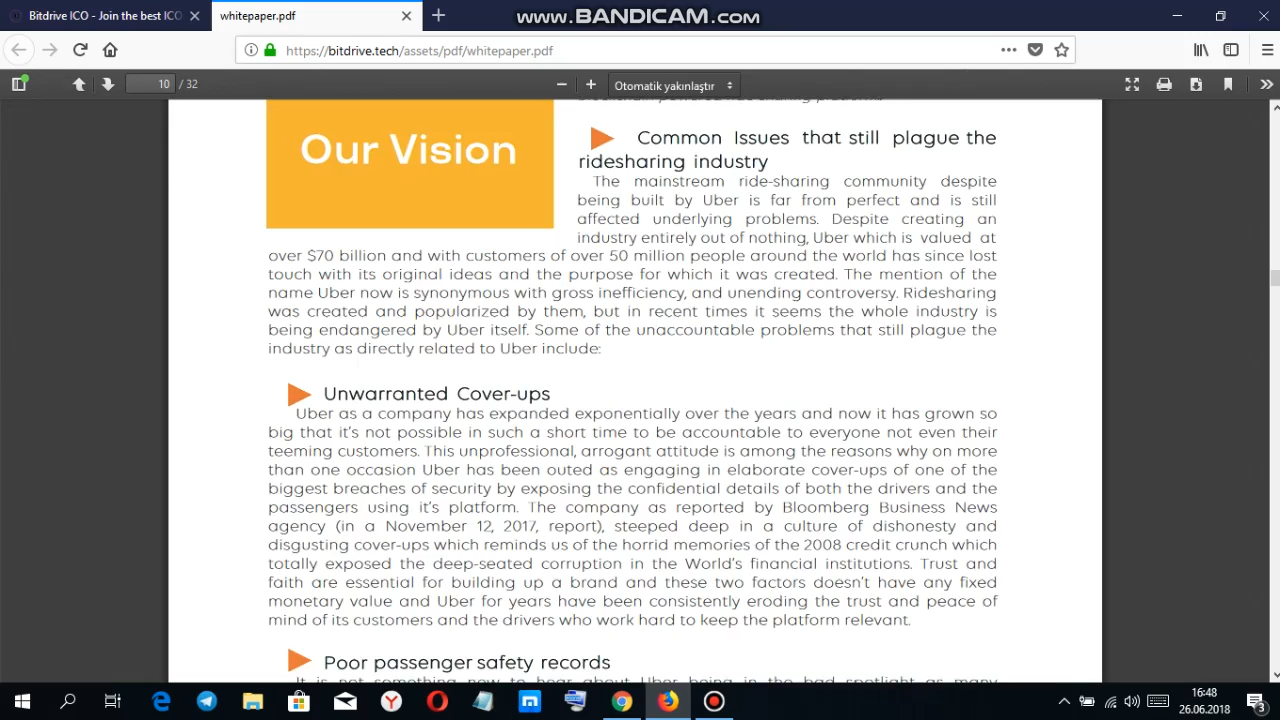 Bitdrive ICO - Join the best ICO
whitepaper.pdf
www.BANDICAM.com
https://bitdrive.tech/assets/pdf/whitepaper.pdf
10 / 32
Otomatik yakınlaştır
Our Vision
Common Issues that still plague the
ridesharing industry
The mainstream ride-sharing community despite
being built by Uber is far from perfect and is still
affected underlying problems. Despite creating an
industry entirely out of nothing, Uber which is valued at
over $70 billion and with customers of over 50 million people around the world has since lost
touch with its original ideas and the purpose for which it was created. The mention of the
name Uber now is synonymous with gross inefficiency, and unending controversy. Ridesharing
was created and popularized by them, but in recent times it seems the whole industry is
being endangered by Uber itself. Some of the unaccountable problems that still plague the
industry as directly related to Uber include:
Unwarranted Cover-ups
Uber as a company has expanded exponentially over the years and now it has grown so
big that it's not possible in such a short time to be accountable to everyone not even their
teeming customers. This unprofessional, arrogant attitude is among the reasons why on more
than one occasion Uber has been outed as engaging in elaborate cover-ups of one of the
biggest breaches of security by exposing the confidential details of both the drivers and the
passengers using it's platform. The company as reported by Bloomberg Business News
agency (in a November 12, 2017, report), steeped deep in a culture of dishonesty and
disgusting cover-ups which reminds us of the horrid memories of the 2008 credit crunch which
totally exposed the deep-seated corruption in the World's financial institutions. Trust and
faith are essential for building up a brand and these two factors doesn't have any fixed
monetary value and Uber for years have been consistently eroding the trust and peace of
mind of its customers and the drivers who work hard to keep the platform relevant.
Poor passenger safety records
It is not something new to hear about Uber being in the bad spotlight as many
16:48
26.06.2018
3